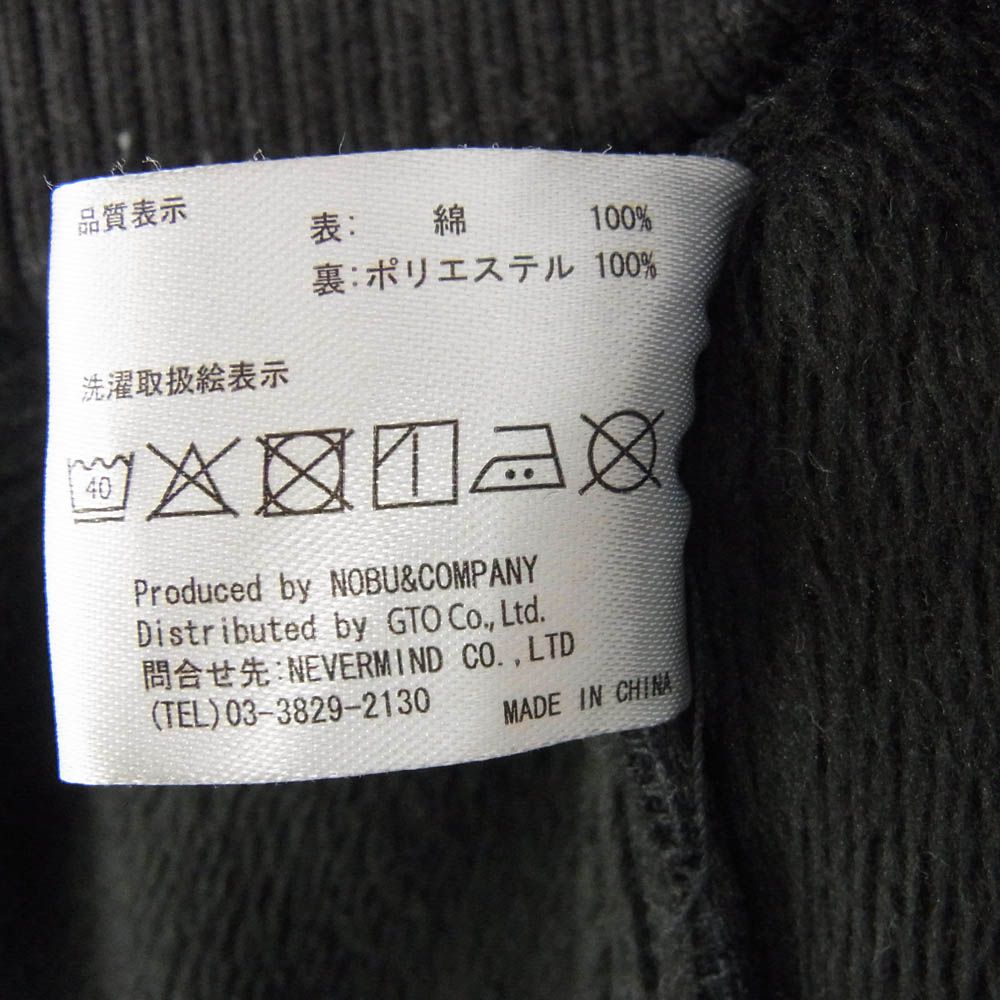 品質表示
表: 綿 100%
裏:ポリエステル 100%
洗濯取扱絵表示
40
Produced by NOBU&COMPANY
Distributed by GTO Co., Ltd.
問合せ先:NEVERMIND CO.,LTD
(TEL)03-3829-2130
MADE IN CHINA